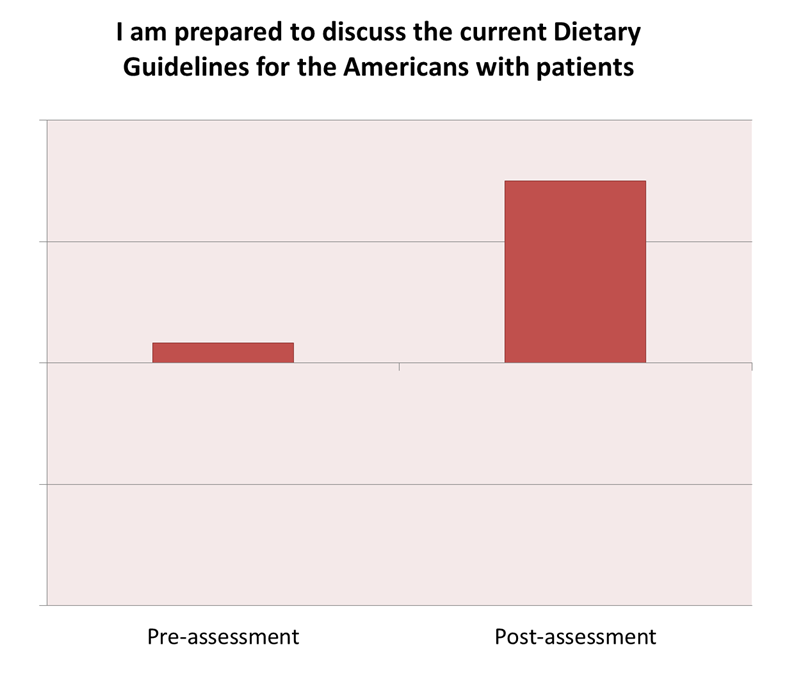 I am prepared to discuss the current Dietary
Guidelines for the Americans with patients
Pre-assessment
Post-assessment